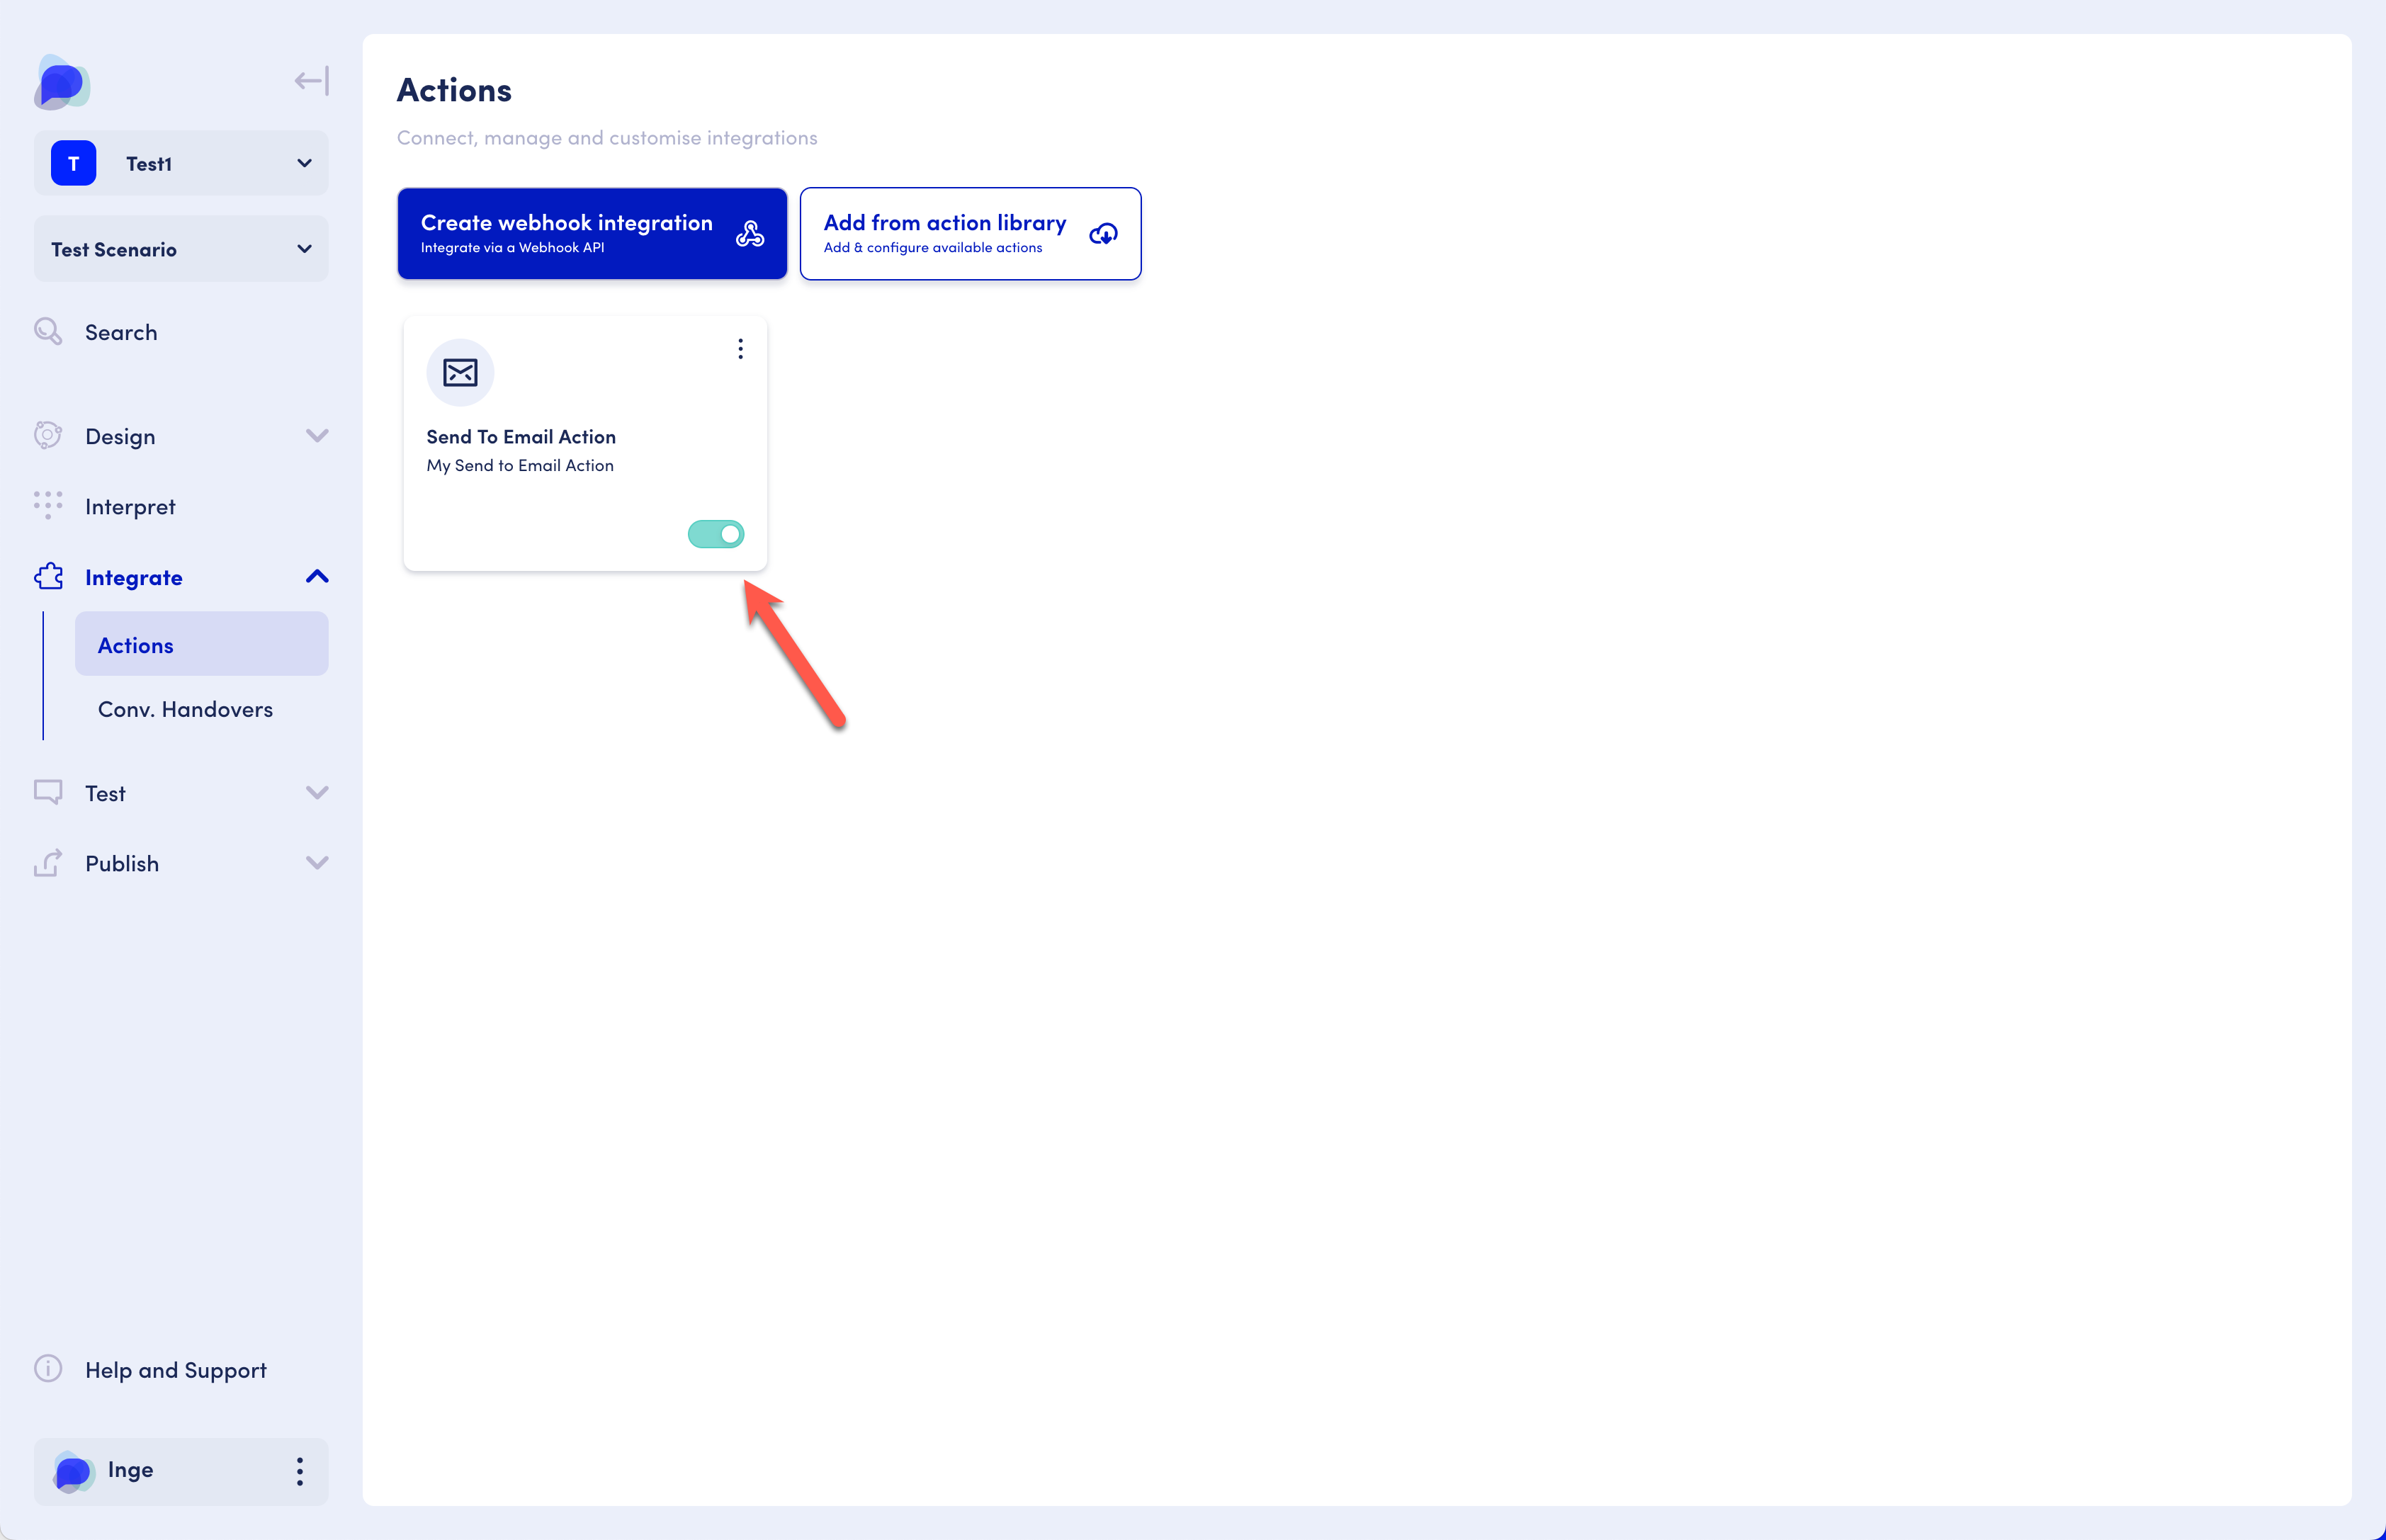 T
Test1
Test Scenario
Search
Design
Interpret
Integrate
Actions
Conv. Handovers
Test
Publish
Help and Support
Inge
Actions
Connect, manage and customise integrations
Create webhook integration
Integrate via a Webhook API
Add from action library
Add & configure available actions
Send To Email Action
My Send to Email Action